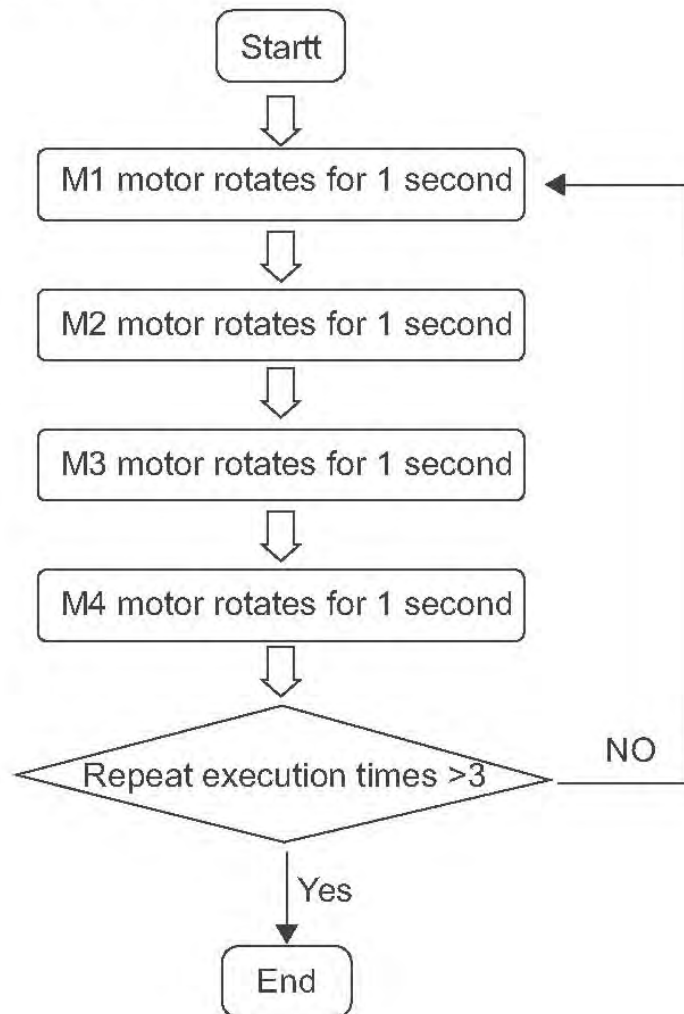 Startt
M1 motor rotates for 1 second
M2 motor rotates for 1 second
M3 motor rotates for 1 second
M4 motor rotates for 1 second
Repeat execution times >3
NO
Yes
End